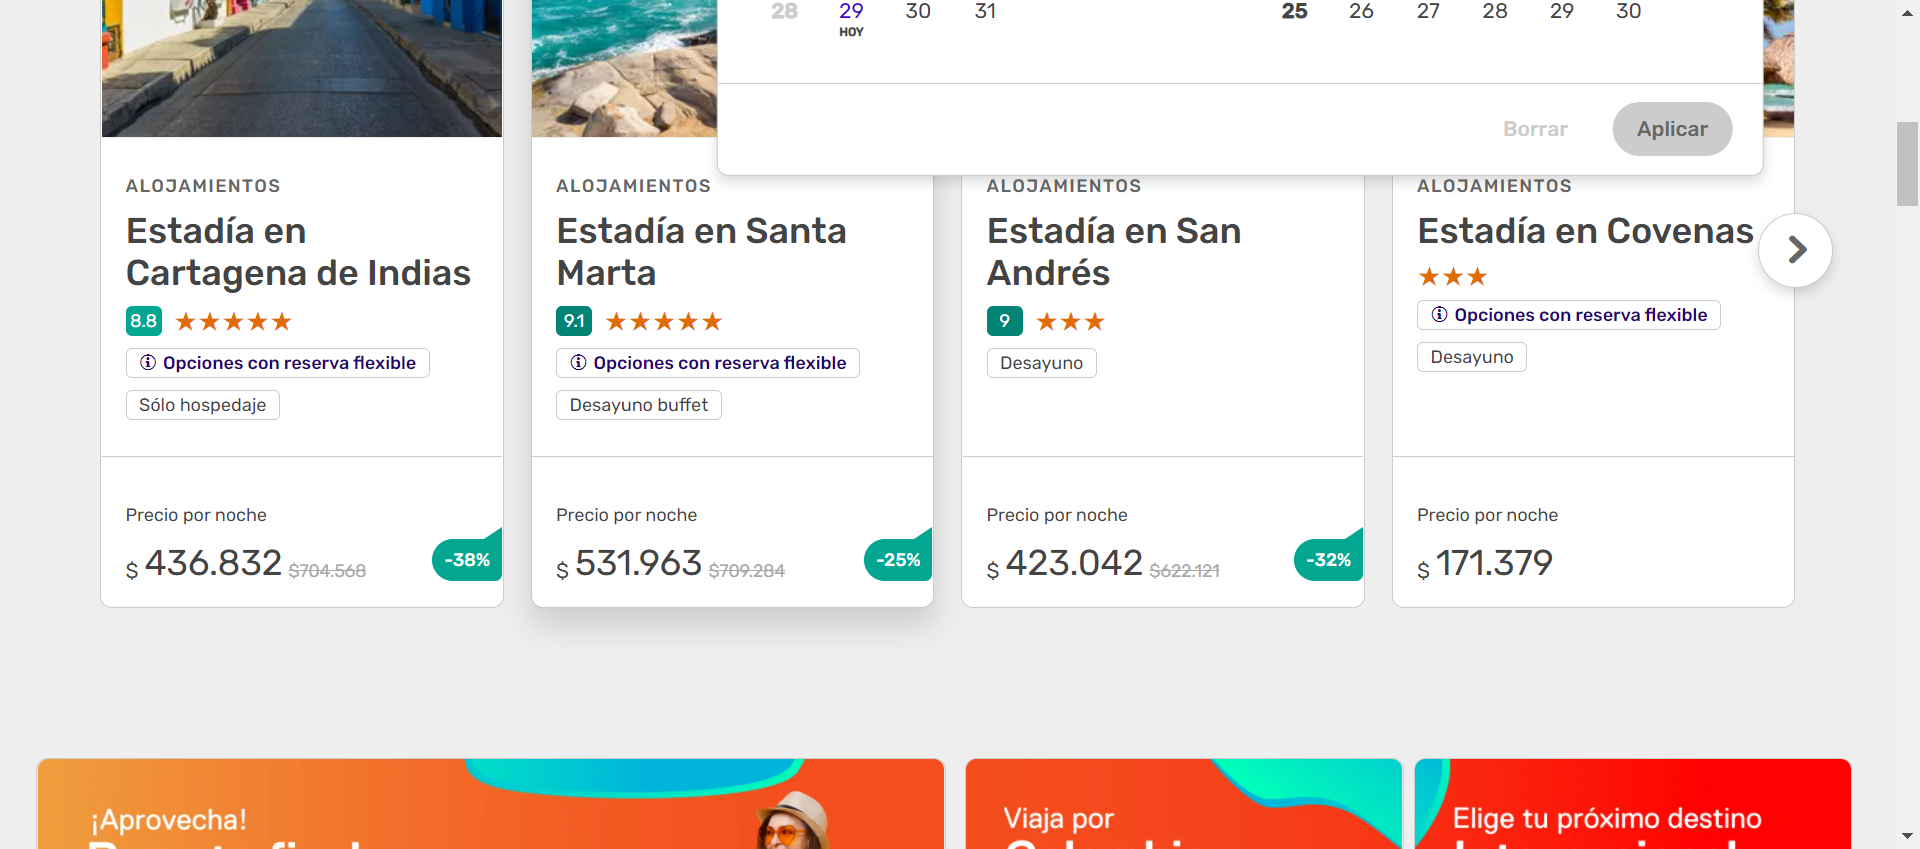 28 29 30 31 25 26 27 28 29 30
HOY
Borrar Aplicar
ALOJAMIENTOS
Estadía en
Cartagena de Indias
8.8
Opciones con reserva flexible
Sólo hospedaje
Precio por noche
$ 436.832 $704.568
-38%
ALOJAMIENTOS
Estadía en Santa
Marta
9.1
Opciones con reserva flexible
Desayuno buffet
Precio por noche
$ 531.963 $709.284
-25%
ALOJAMIENTOS
Estadía en San
Andrés
9
Desayuno
Precio por noche
$ 423.042 $622.121
-32%
ALOJAMIENTOS
Estadía en Covenas
Opciones con reserva flexible
Desayuno
Precio por noche
$ 171.379
¡Aprovecha!
Viaja por
Elige tu próximo destino